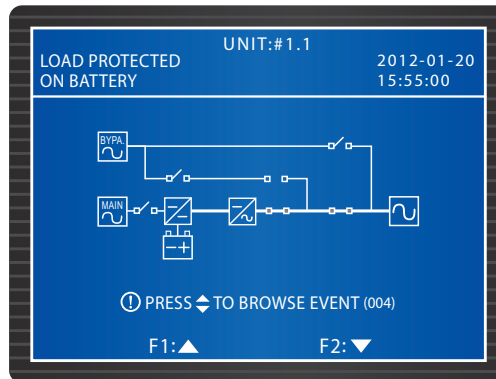 UNIT:#1.1
LOAD PROTECTED
ON BATTERY
2012-01-20
15:55:00
BYPA.
MAIN
PRESS TO BROWSE EVENT (004)
F1:
F2: